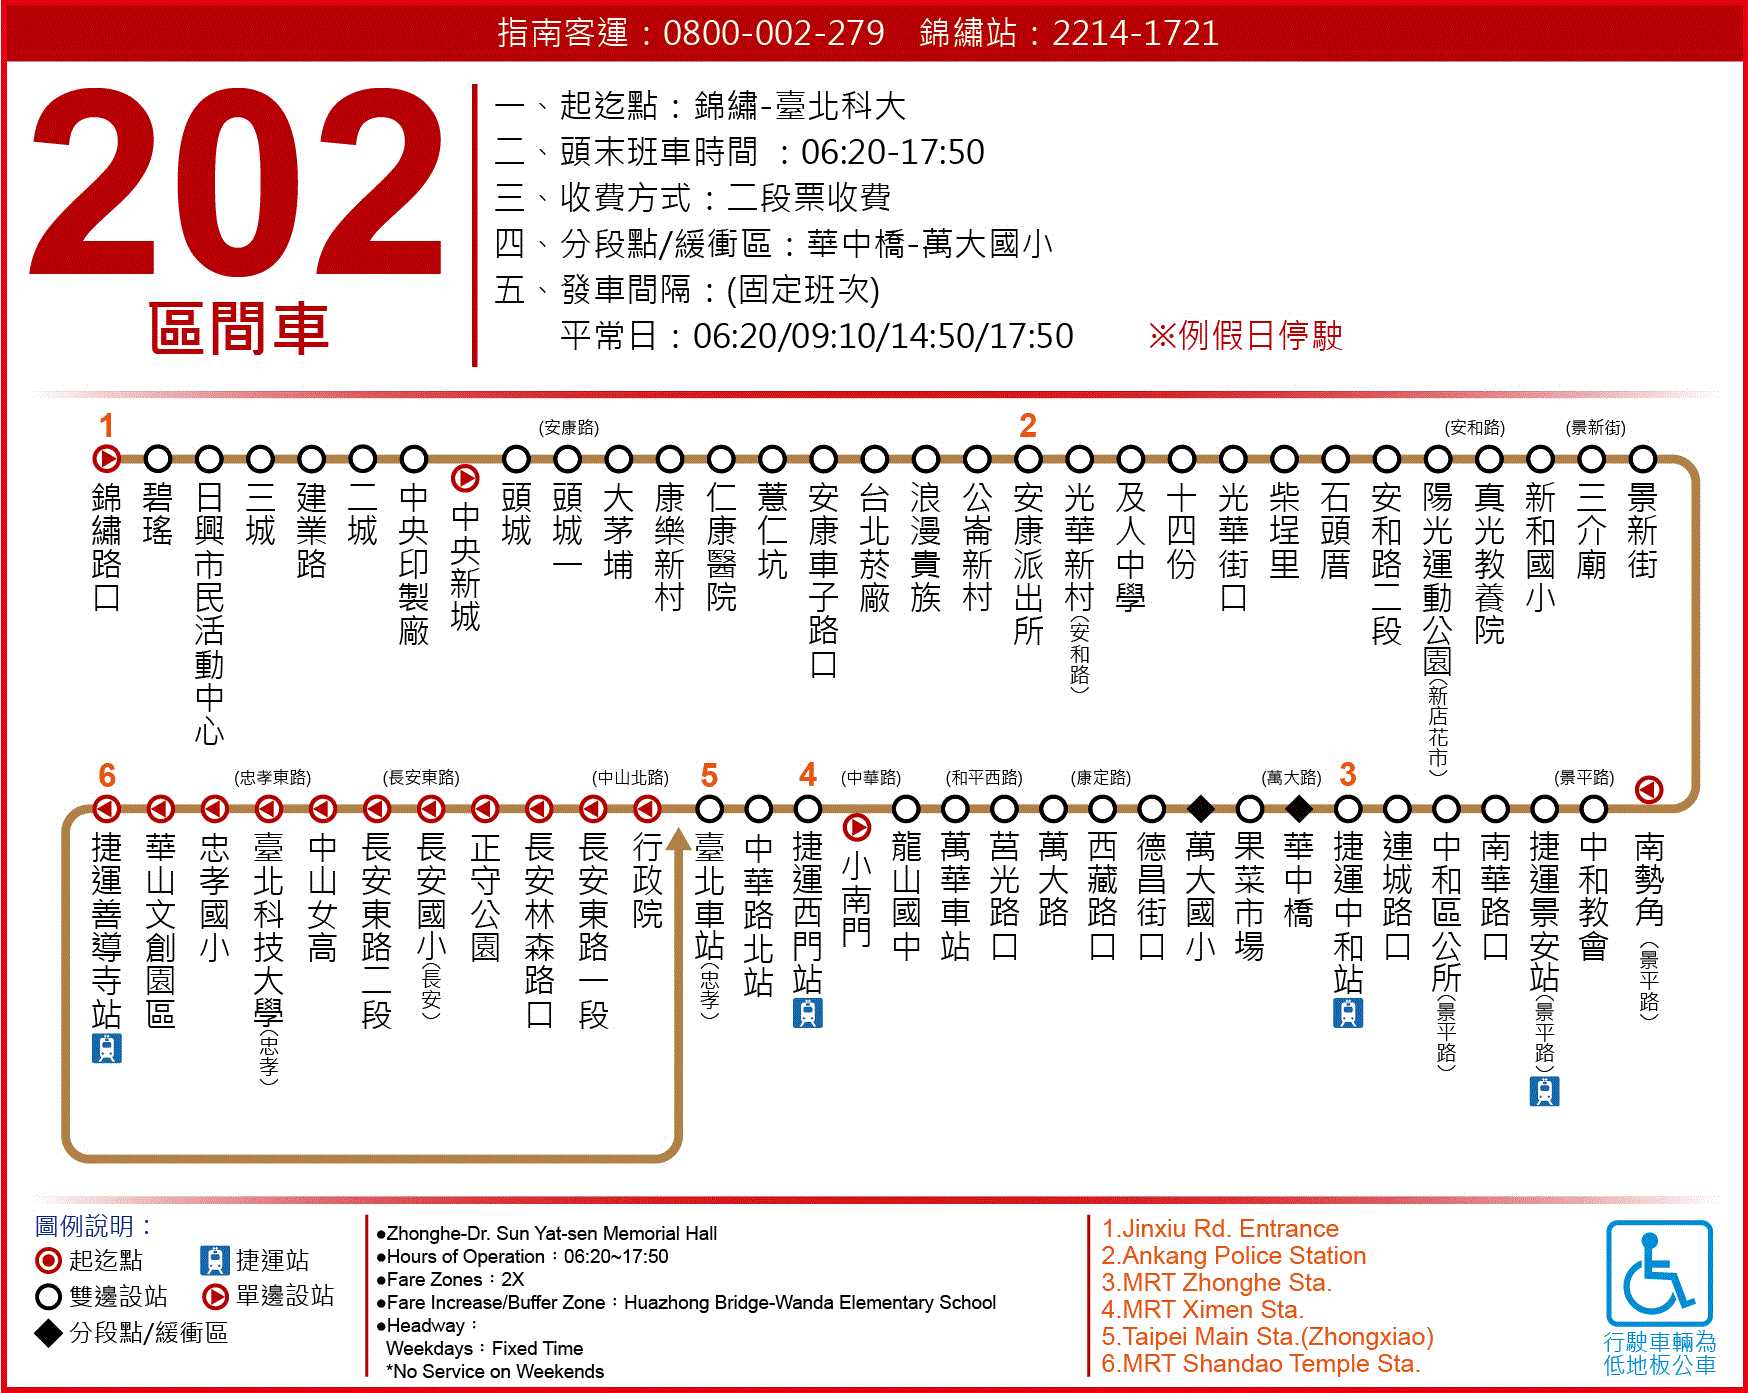 指南客運：0800-002-279　錦繡站：2214-1721
202
區間車
一、起迄點：錦繡-臺北科大
二、頭末班車時間 ：06:20-17:50
三、收費方式：二段票收費
四、分段點/緩衝區：華中橋-萬大國小
五、發車間隔：(固定班次)
平常日：06:20/09:10/14:50/17:50　※例假日停駛
1
(安康路)
2
(安和路)
(景新街)
錦繡路口
碧瑤
日興市民活動中心
三城
建業路
二城
中央印製廠
中央新城
頭城
頭城一
大茅埔
康樂新村
仁康醫院
薏仁坑
安康車子路口
台北菸廠
浪漫貴族
公崙新村
安康派出所
光華新村(安和路)
及人中學
十四份
光華街口
柴埕里
石頭厝
安和路二段
陽光運動公園(新店花市)
真光教養院
新和國小
三介廟
景新街
6
(忠孝東路)
(長安東路)
(中山北路)
5
4
(中華路)
(和平西路)
(康定路)
(萬大路)
3
(景平路)
捷運善導寺站
華山文創園區
忠孝國小
臺北科技大學(忠孝)
中山女高
長安東路二段
長安國小(長安)
正守公園
長安林森路口
長安東路一段
行政院
臺北車站(忠孝)
中華路北站
捷運西門站
小南門
龍山國中
萬華車站
莒光路口
萬大路
西藏路口
德昌街口
萬大國小
果菜市場
華中橋
捷運中和站
連城路口
中和區公所(景平路)
南華路口
捷運景安站(景平路)
中和教會
南勢角(景平路)
圖例說明：
起迄點
捷運站
雙邊設站
單邊設站
分段點/緩衝區
●Zhonghe-Dr. Sun Yat-sen Memorial Hall
●Hours of Operation：06:20~17:50
●Fare Zones：2X
●Fare Increase/Buffer Zone：Huazhong Bridge-Wanda Elementary School
●Headway：
Weekdays：Fixed Time
*No Service on Weekends
1.Jinxiu Rd. Entrance
2.Ankang Police Station
3.MRT Zhonghe Sta.
4.MRT Ximen Sta.
5.Taipei Main Sta.(Zhongxiao)
6.MRT Shandao Temple Sta.
行駛車輛為
低地板公車